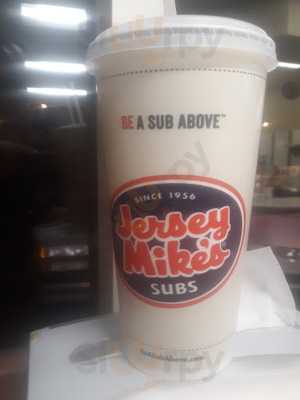 BE A SUB ABOVE™
SINCE 1956
Jersey
Mike's
SUBS